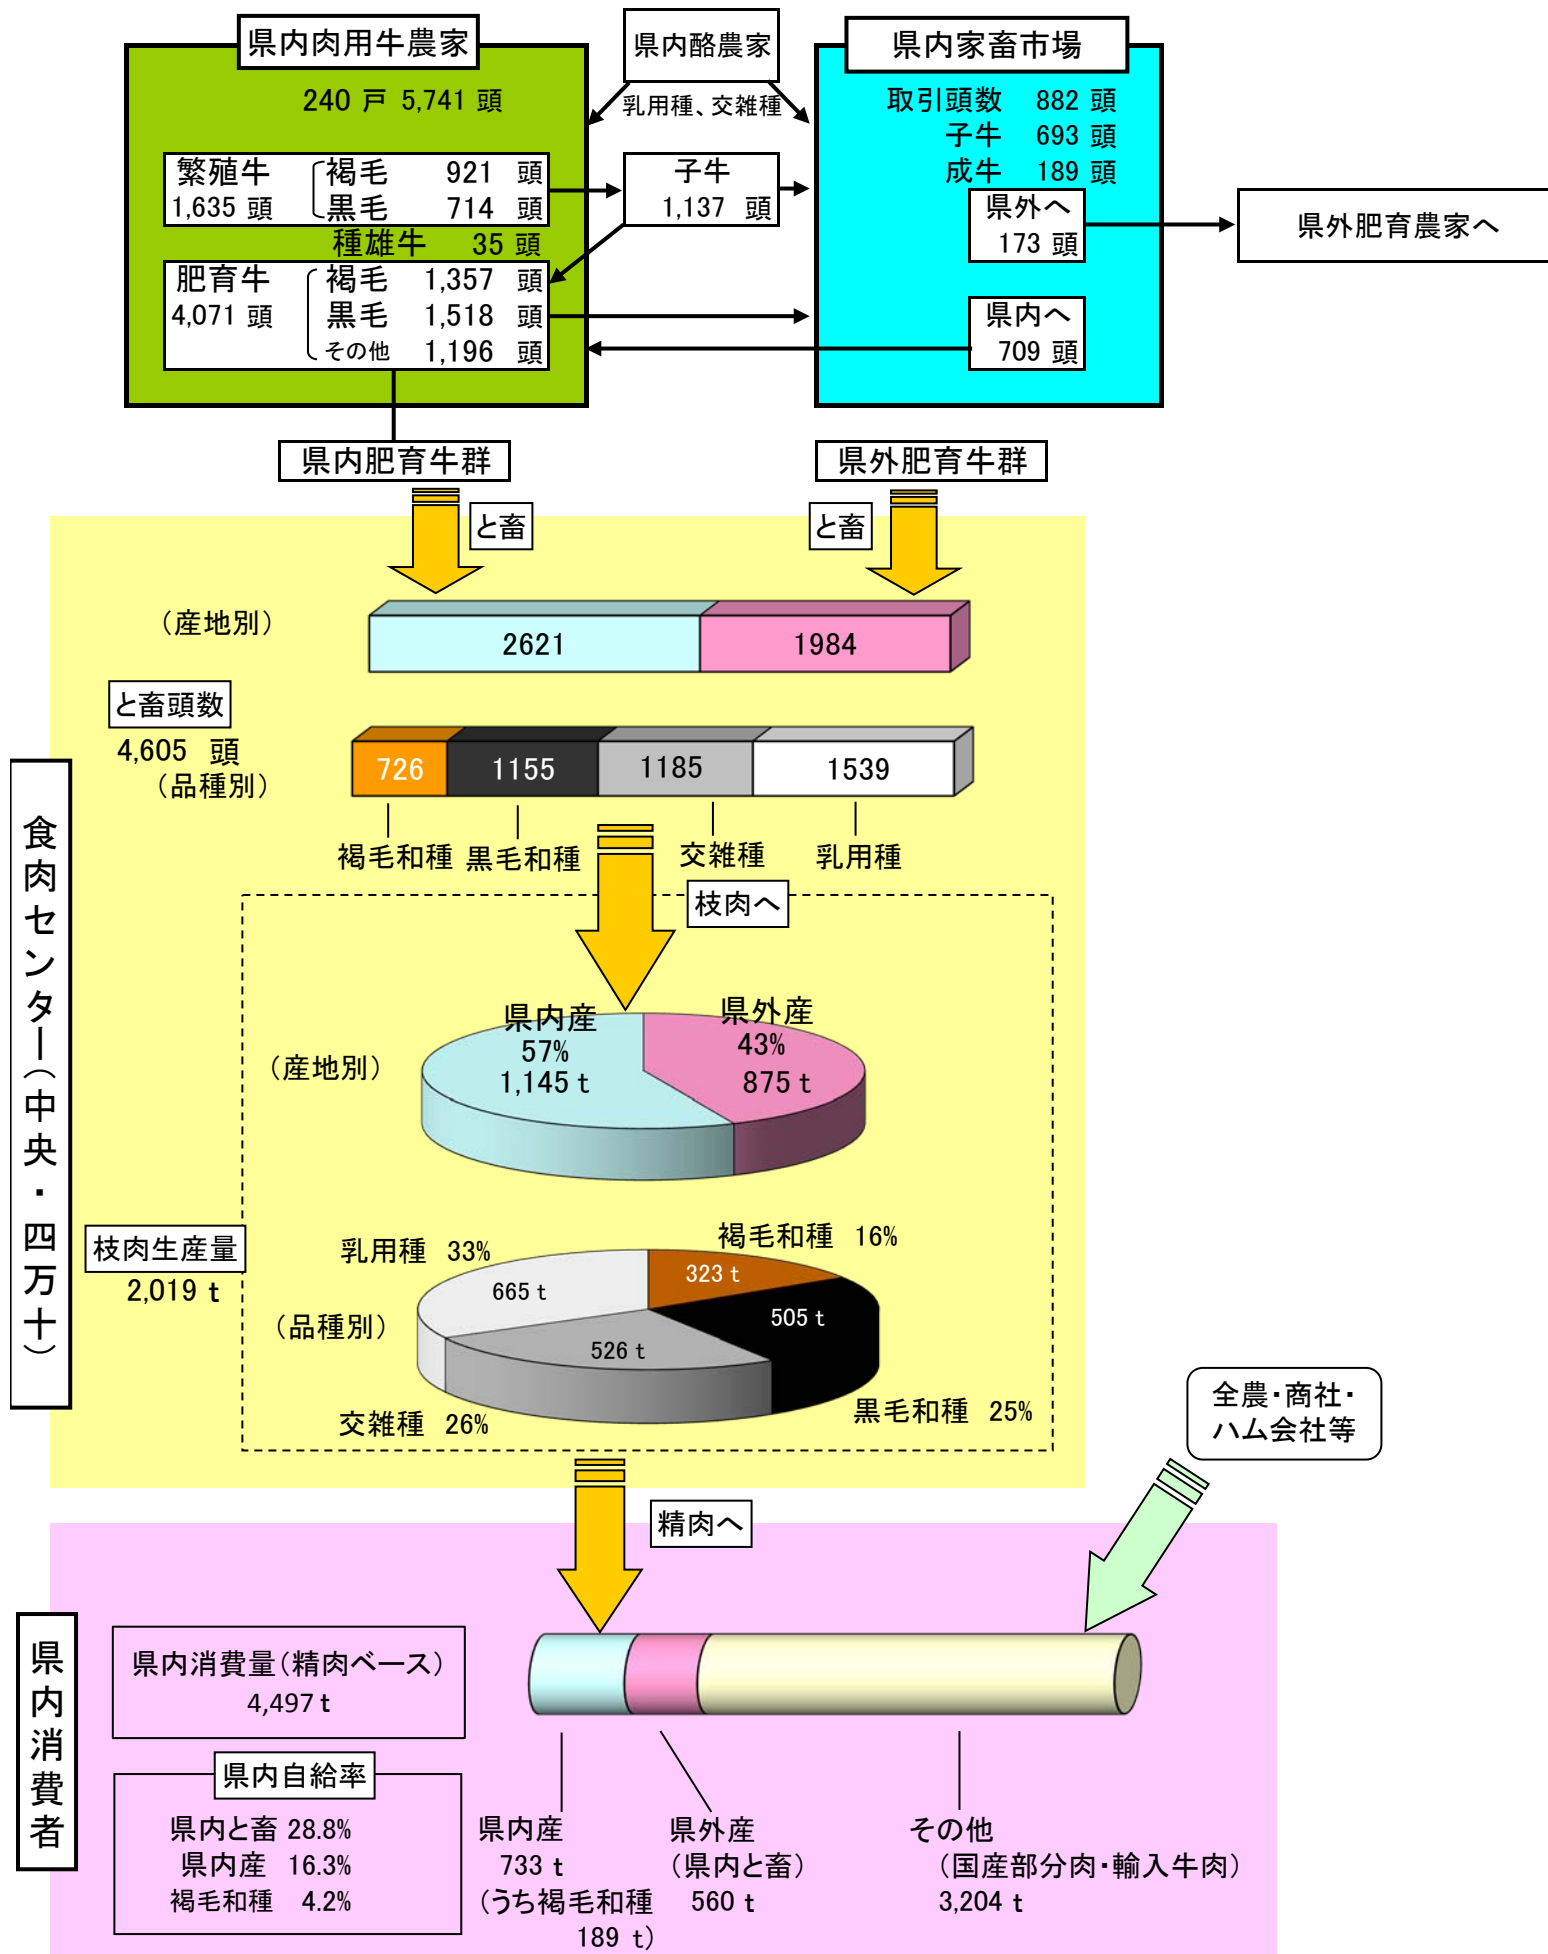 県内肉用牛農家
240 戸 5,741 頭
繁殖牛 褐毛 921 頭
1,635 頭 黒毛 714 頭
種雄牛 35 頭
肥育牛 褐毛 1,357 頭
4,071 頭 黒毛 1,518 頭
その他 1,196 頭
県内酪農家
乳用種、交雑種
子牛
1,137 頭
県内家畜市場
取引頭数 882 頭
子牛 693 頭
成牛 189 頭
県外へ
173 頭
県内へ
709 頭
県外肥育農家へ
県内肥育牛群
県外肥育牛群
と畜
と畜
（産地別）
2621 1984
と畜頭数
4,605 頭
（品種別）
726 1155 1185 1539
褐毛和種 黒毛和種 交雑種 乳用種
食肉センター（中央・四万十）
枝肉へ
（産地別）
県内産
57%
1,145 t
県外産
43%
875 t
枝肉生産量
2,019 t
（品種別）
乳用種 33%
665 t
褐毛和種 16%
323 t
505 t
526 t
交雑種 26%
黒毛和種 25%
全農・商社・
ハム会社等
精肉へ
県内消費者
県内消費量（精肉ベース）
4,497 t
県内自給率
県内と畜 28.8%
県内産 16.3%
褐毛和種 4.2%
県内産
733 t
（うち褐毛和種
189 t）
県外産
（県内と畜）
560 t
その他
（国産部分肉・輸入牛肉）
3,204 t